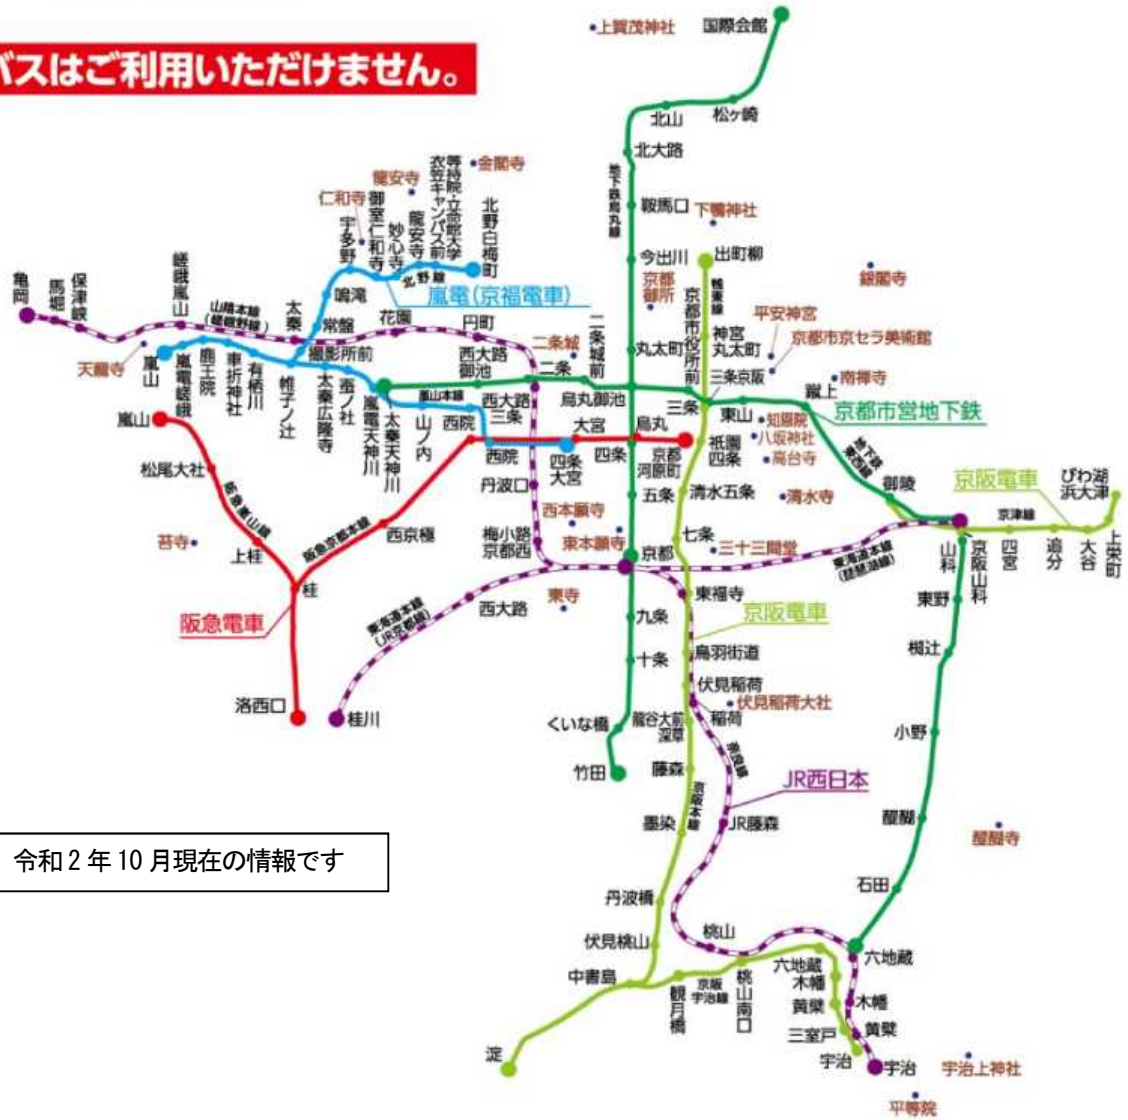 バスはご利用いただけません。
上賀茂神社
国際会館
松ヶ崎
北山
北大路
地下鉄烏丸線
鞍馬口
今出川
下鴨神社
出町柳
鴨東線
京都
御所
銀閣寺
金閣寺
龍安寺
仁和寺
等持院・立命館大学
衣笠キャンパス前
龍安寺
妙心寺
御室仁和寺
宇多野
北野白梅町
北野線
嵐電(京福電車)
鳴滝
常盤
撮影所前
亀岡
馬堀
保津峡
嵯峨嵐山
山陰本線
(嵯峨野線)
太秦
花園
円町
二条城
二条城前
丸太町
京都市役所前
神宮
丸太町
平安神宮
京都市京セラ美術館
南禅寺
天龍寺
嵐山
嵐電嵯峨
鹿王院
車折神社
有栖川
帷子ノ辻
太秦広隆寺
蚕ノ社
嵐電天神川
太秦天神川
嵐山本線
山ノ内
西大路
御池
西大路
三条
二条
烏丸御池
三条京阪
三条
東山
蹴上
京都市営地下鉄
知恩院
八坂神社
高台寺
嵐山
松尾大社
阪急嵐山線
上桂
苔寺
桂
阪急京都本線
西京極
西院
西院
四条
大宮
大宮
烏丸
四条
京都
河原町
祇園
四条
地下鉄
東西線
御陵
京阪電車
びわ湖
浜大津
丹波口
五条
清水五条
清水寺
西本願寺
東本願寺
七条
三十三間堂
梅小路
京都西
京都
東海道本線
(琵琶湖線)
山科
京阪山科
京津線
四宮
追分
大谷
上栄町
東海道本線
(JR京都線)
西大路
東寺
東福寺
京阪電車
阪急電車
九条
東野
十条
鳥羽街道
椥辻
洛西口
桂川
伏見稲荷
伏見稲荷大社
稲荷
くいな橋
龍谷大前
深草
小野
奈良線
竹田
藤森
JR西日本
京阪本線
墨染
JR藤森
醍醐
醍醐寺
令和2年10月現在の情報です
石田
丹波橋
伏見桃山
桃山
中書島
観月橋
京阪
宇治線
桃山南口
六地蔵
六地蔵
木幡
黄檗
三室戸
宇治
木幡
黄檗
宇治
淀
宇治上神社
平等院